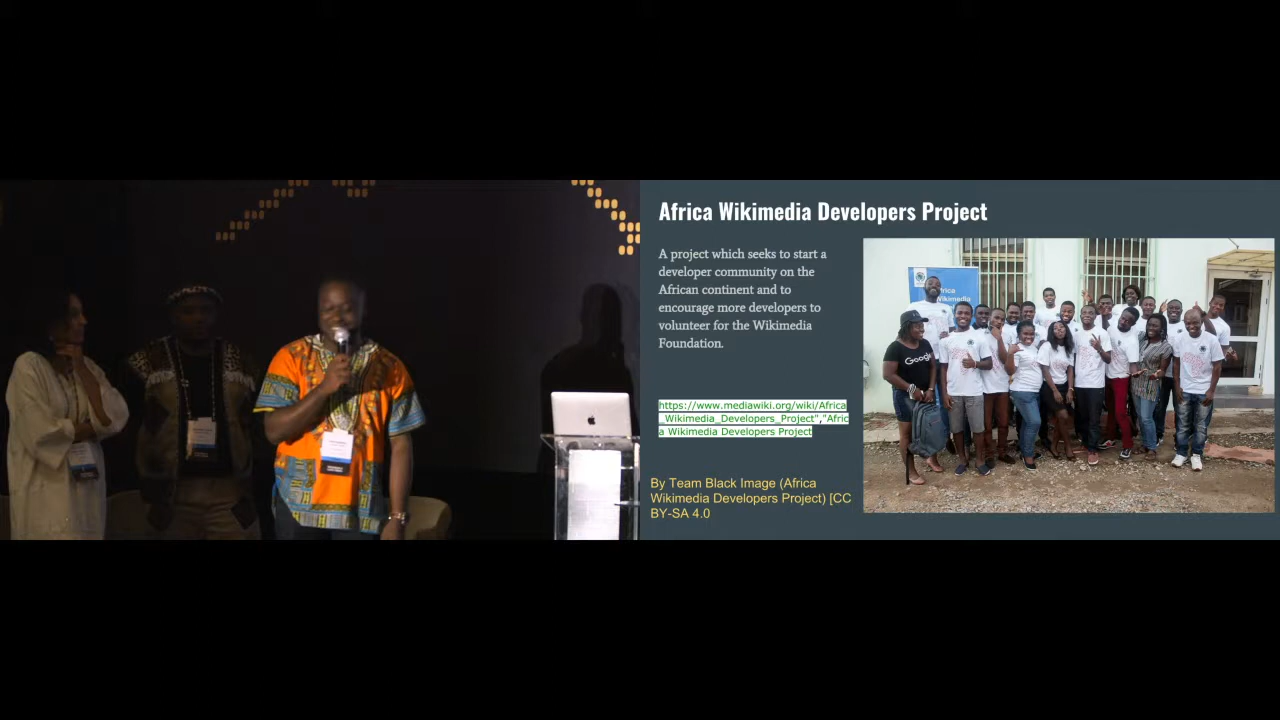 Africa Wikimedia Developers Project
A project which seeks to start a
developer community on the
African continent and to
encourage more developers to
volunteer for the Wikimedia
Foundation.
https://www.mediawiki.org/wiki/Africa
_Wikimedia_Developers_Project","Afric
a Wikimedia Developers Project
By Team Black Image (Africa
Wikimedia Developers Project) [CC
BY-SA 4.0
Africa
Wikimedia
Google